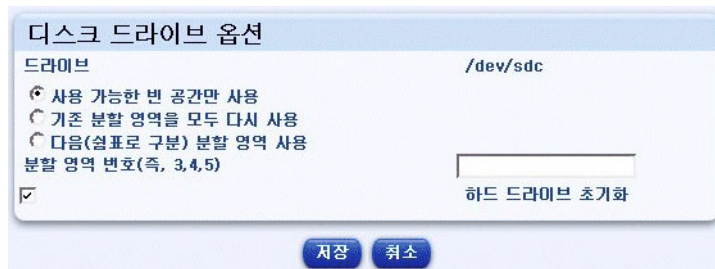 디스크 드라이브 옵션
드라이브 /dev/sdc
사용 가능한 빈 공간만 사용
기존 분할 영역을 모두 다시 사용
다음(쉼표로 구분) 분할 영역 사용
분할 영역 번호(즉, 3,4,5)
하드 드라이브 초기화
저장 취소